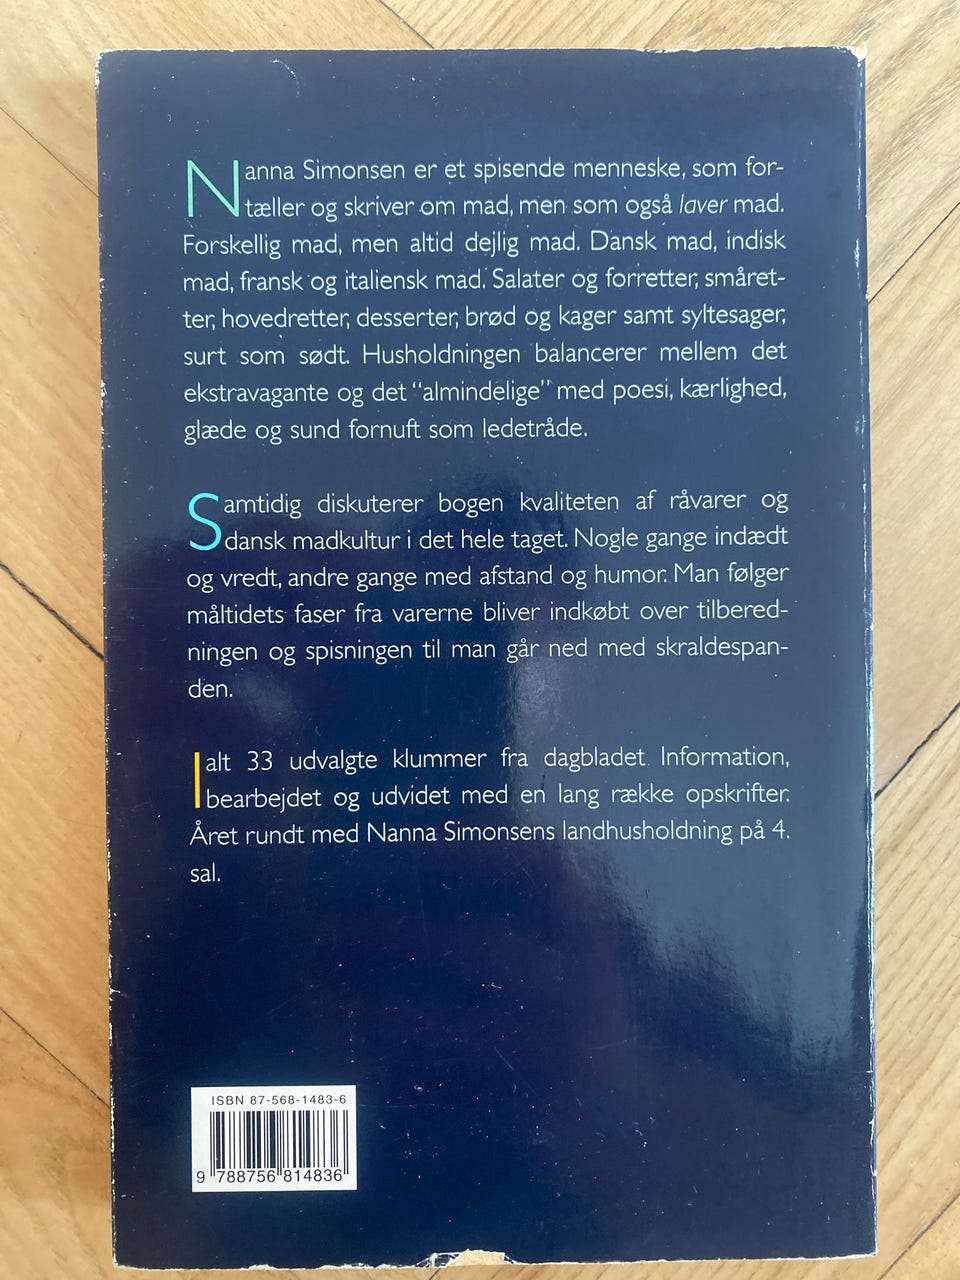 Nanna Simonsen er et spisende menneske, som for-
tæller og skriver om mad, men som også laver mad.
Forskellig mad, men altid dejlig mad. Dansk mad, indisk
mad, fransk og italiensk mad. Salater og forretter, småret-
ter, hovedretter, desserter, brød og kager samt syltesager,
surt som sødt. Husholdningen balancerer mellem det
ekstravagante og det "almindelige" med poesi, kærlighed,
glæde og sund fornuft som ledetråde.
Samtidig diskuterer bogen kvaliteten af råvarer og
dansk madkultur i det hele taget. Nogle gange indædt
og vredt, andre gange med afstand og humor. Man følger
måltidets faser fra varerne bliver indkøbt over tilbered-
ningen og spisningen til man går ned med skraldespan-
den.
Ialt 33 udvalgte klummer fra dagbladet Information,
bearbejdet og udvidet med en lang række opskrifter.
Året rundt med Nanna Simonsens landhusholdning på 4.
sal.
ISBN 87-568-1483-6
9 788756 814836